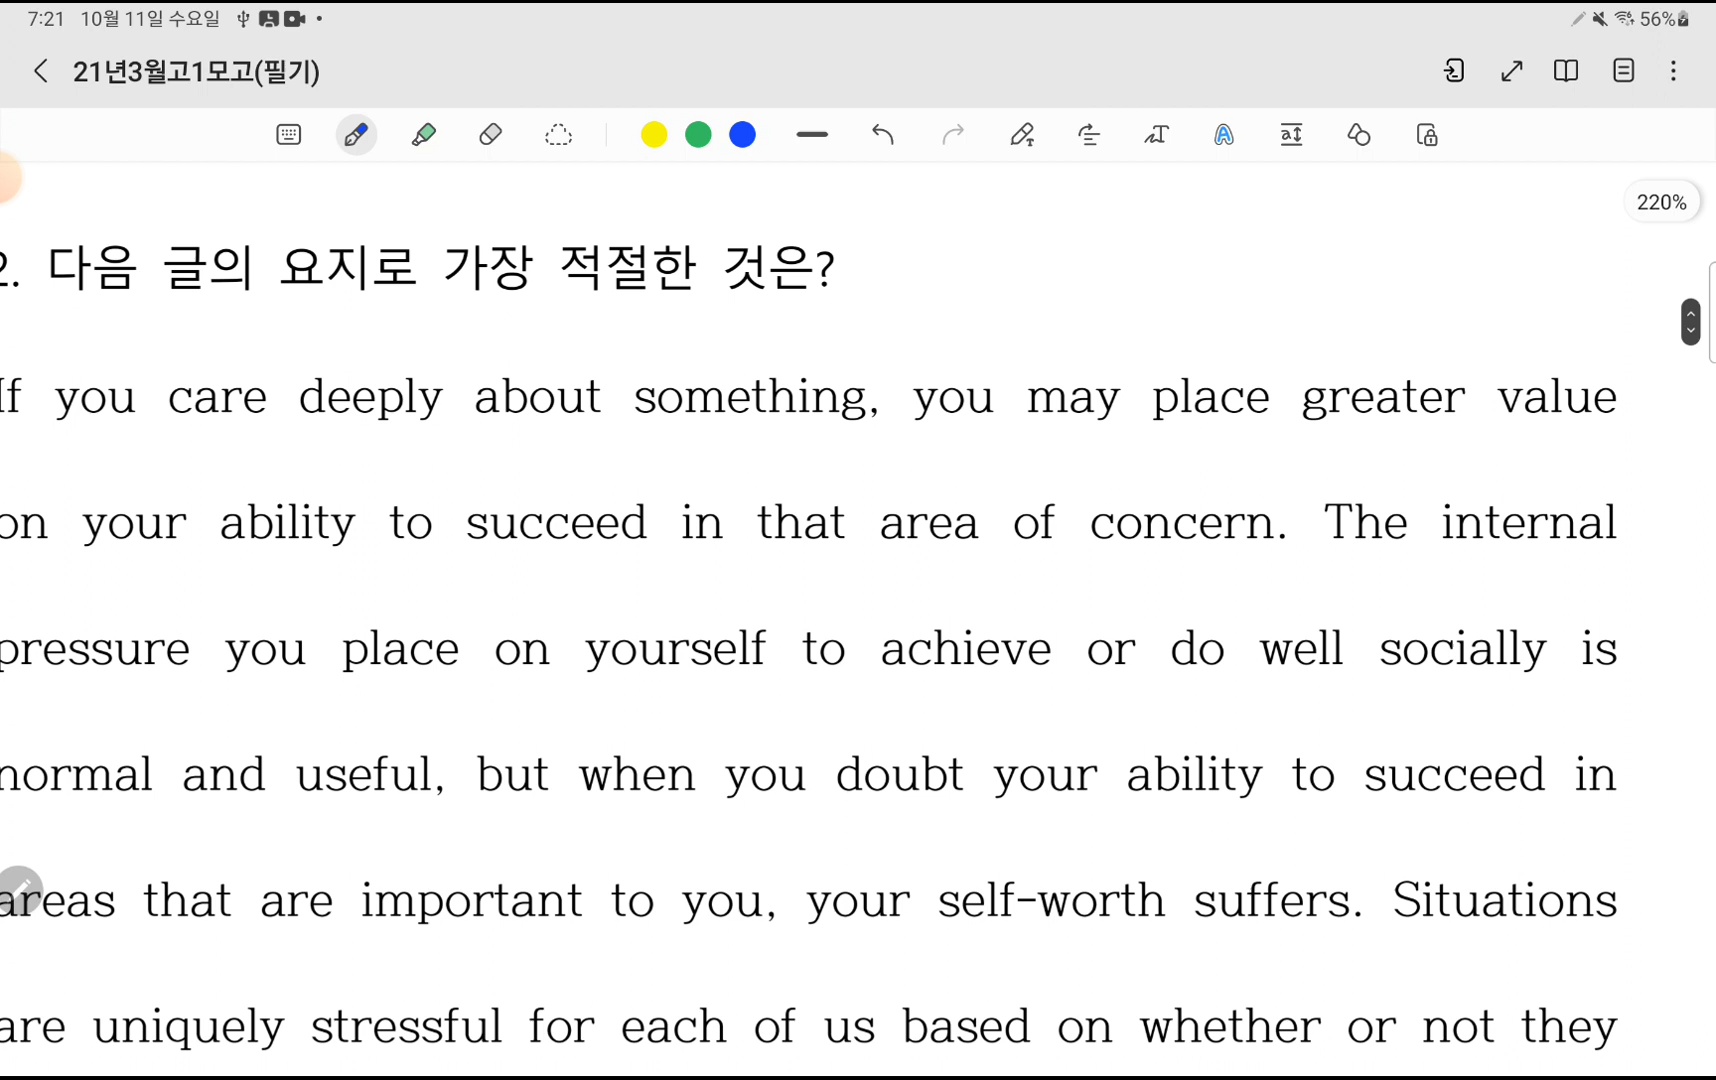 7:21 10월 11일 수요일
56%
21년3월고1모고(필기)
220%
2. 다음 글의 요지로 가장 적절한 것은?
If you care deeply about something, you may place greater value
on your ability to succeed in that area of concern. The internal
pressure you place on yourself to achieve or do well socially is
normal and useful, but when you doubt your ability to succeed in
areas that are important to you, your self-worth suffers. Situations
are uniquely stressful for each of us based on whether or not they